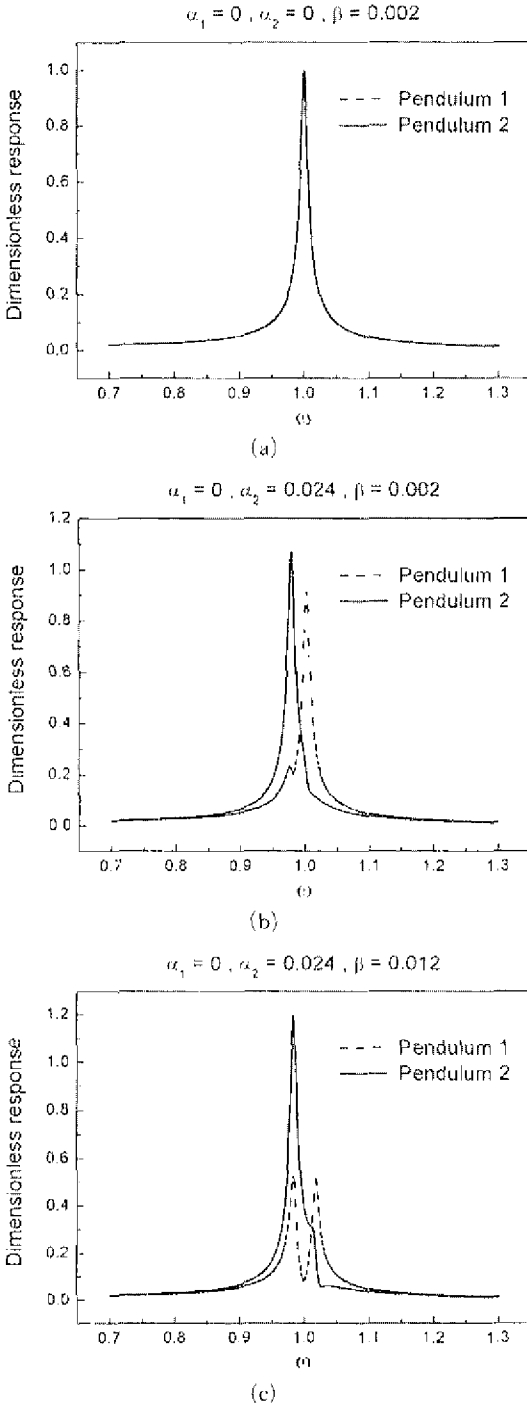 α₁ = 0 , α₂ = 0 , β = 0.002
Dimensionless response
1.0
0.8
0.6
0.4
0.2
0.0
Pendulum 1
Pendulum 2
0.7 0.8 0.9 1.0 1.1 1.2 1.3
ω
(a)
α₁ = 0 , α₂ = 0.024 , β = 0.002
Dimensionless response
1.2
1.0
0.8
0.6
0.4
0.2
0.0
Pendulum 1
Pendulum 2
0.7 0.8 0.9 1.0 1.1 1.2 1.3
ω
(b)
α₁ = 0 , α₂ = 0.024 , β = 0.012
Dimensionless response
1.2
1.0
0.8
0.6
0.4
0.2
0.0
Pendulum 1
Pendulum 2
0.7 0.8 0.9 1.0 1.1 1.2 1.3
ω
(c)